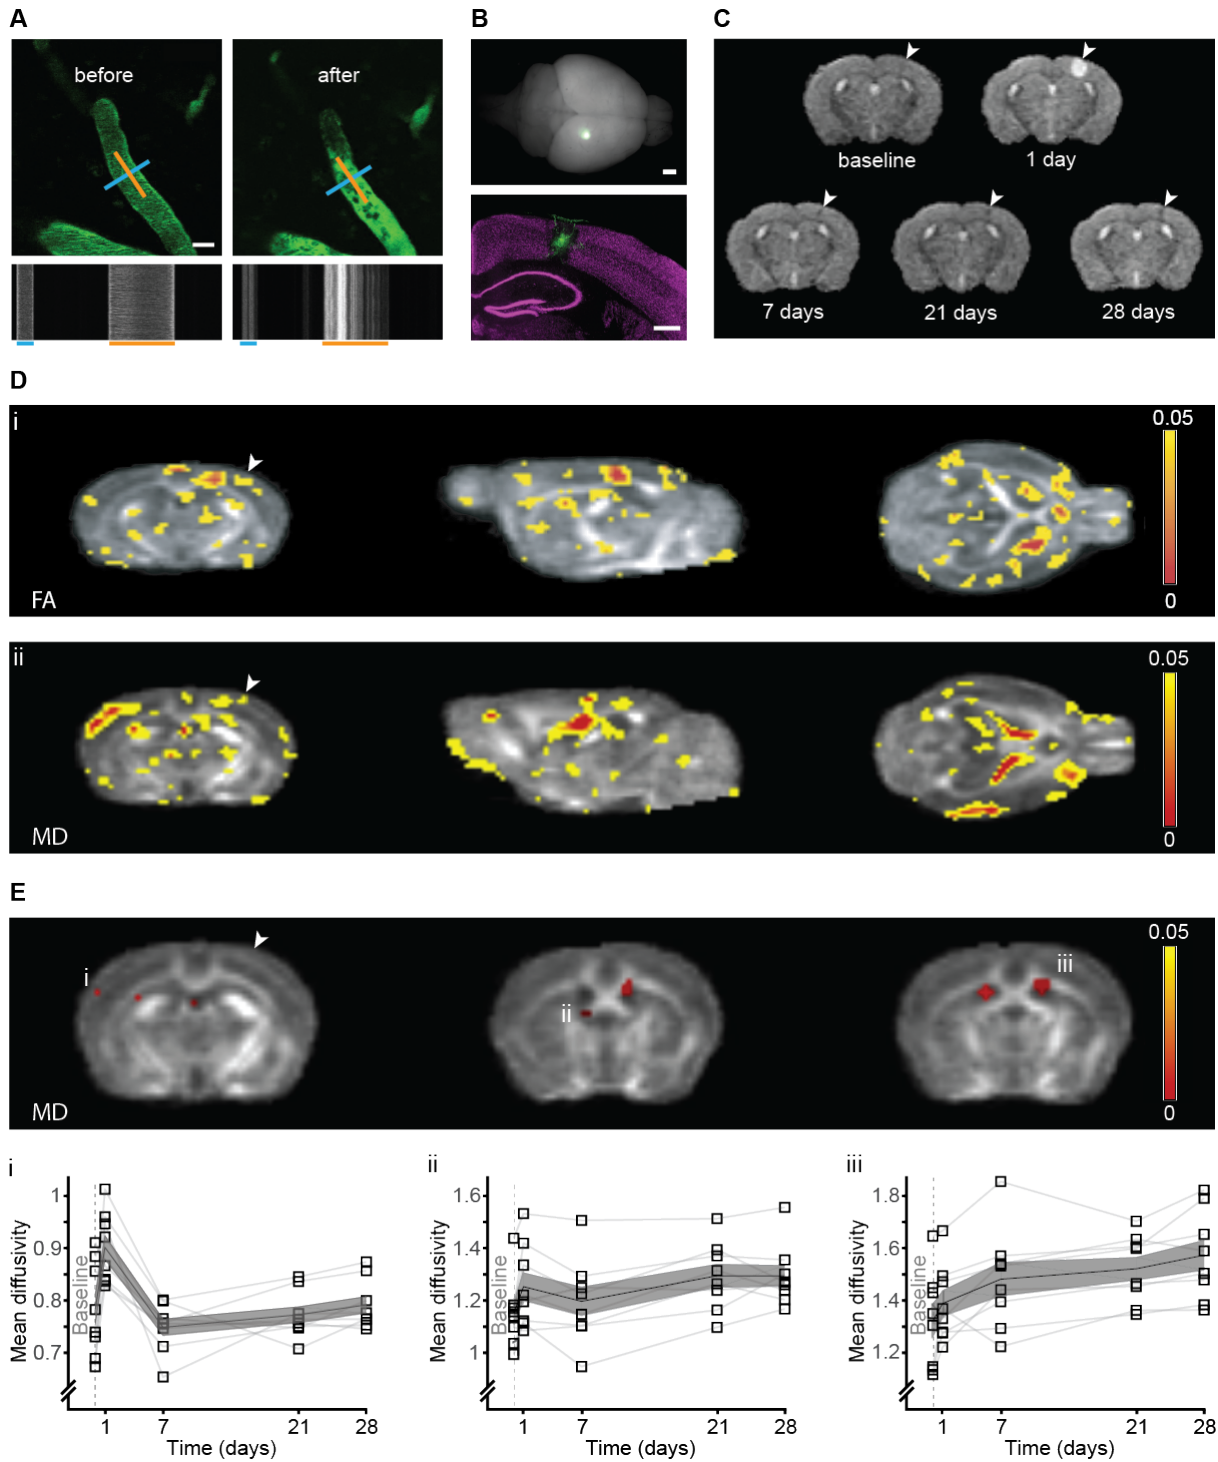 A
B
C
before
after
baseline
1 day
7 days
21 days
28 days
D
i
0.05
0
FA
ii
0.05
0
MD
E
i
ii
iii
0.05
0
MD
i
ii
iii
Mean diffusivity
Baseline
1
0.9
0.8
0.7
1
7
21
28
Time (days)
Mean diffusivity
Baseline
1.6
1.4
1.2
1
1
7
21
28
Time (days)
Mean diffusivity
Baseline
1.8
1.6
1.4
1.2
1
7
21
28
Time (days)